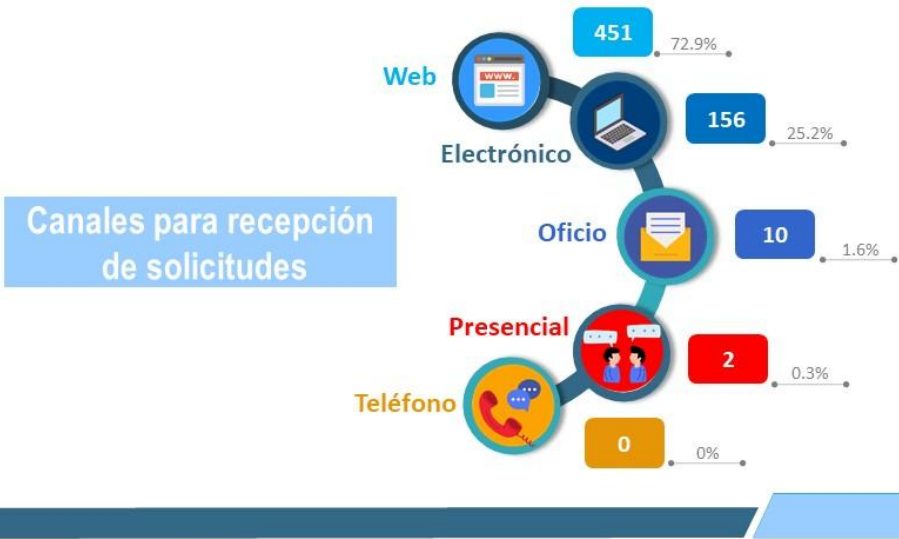 451
72.9%
Web
WWW.
156
25.2%
Electrónico
Canales para recepción
de solicitudes
Oficio
10
1.6%
Presencial
2
0.3%
Teléfono
0
0%